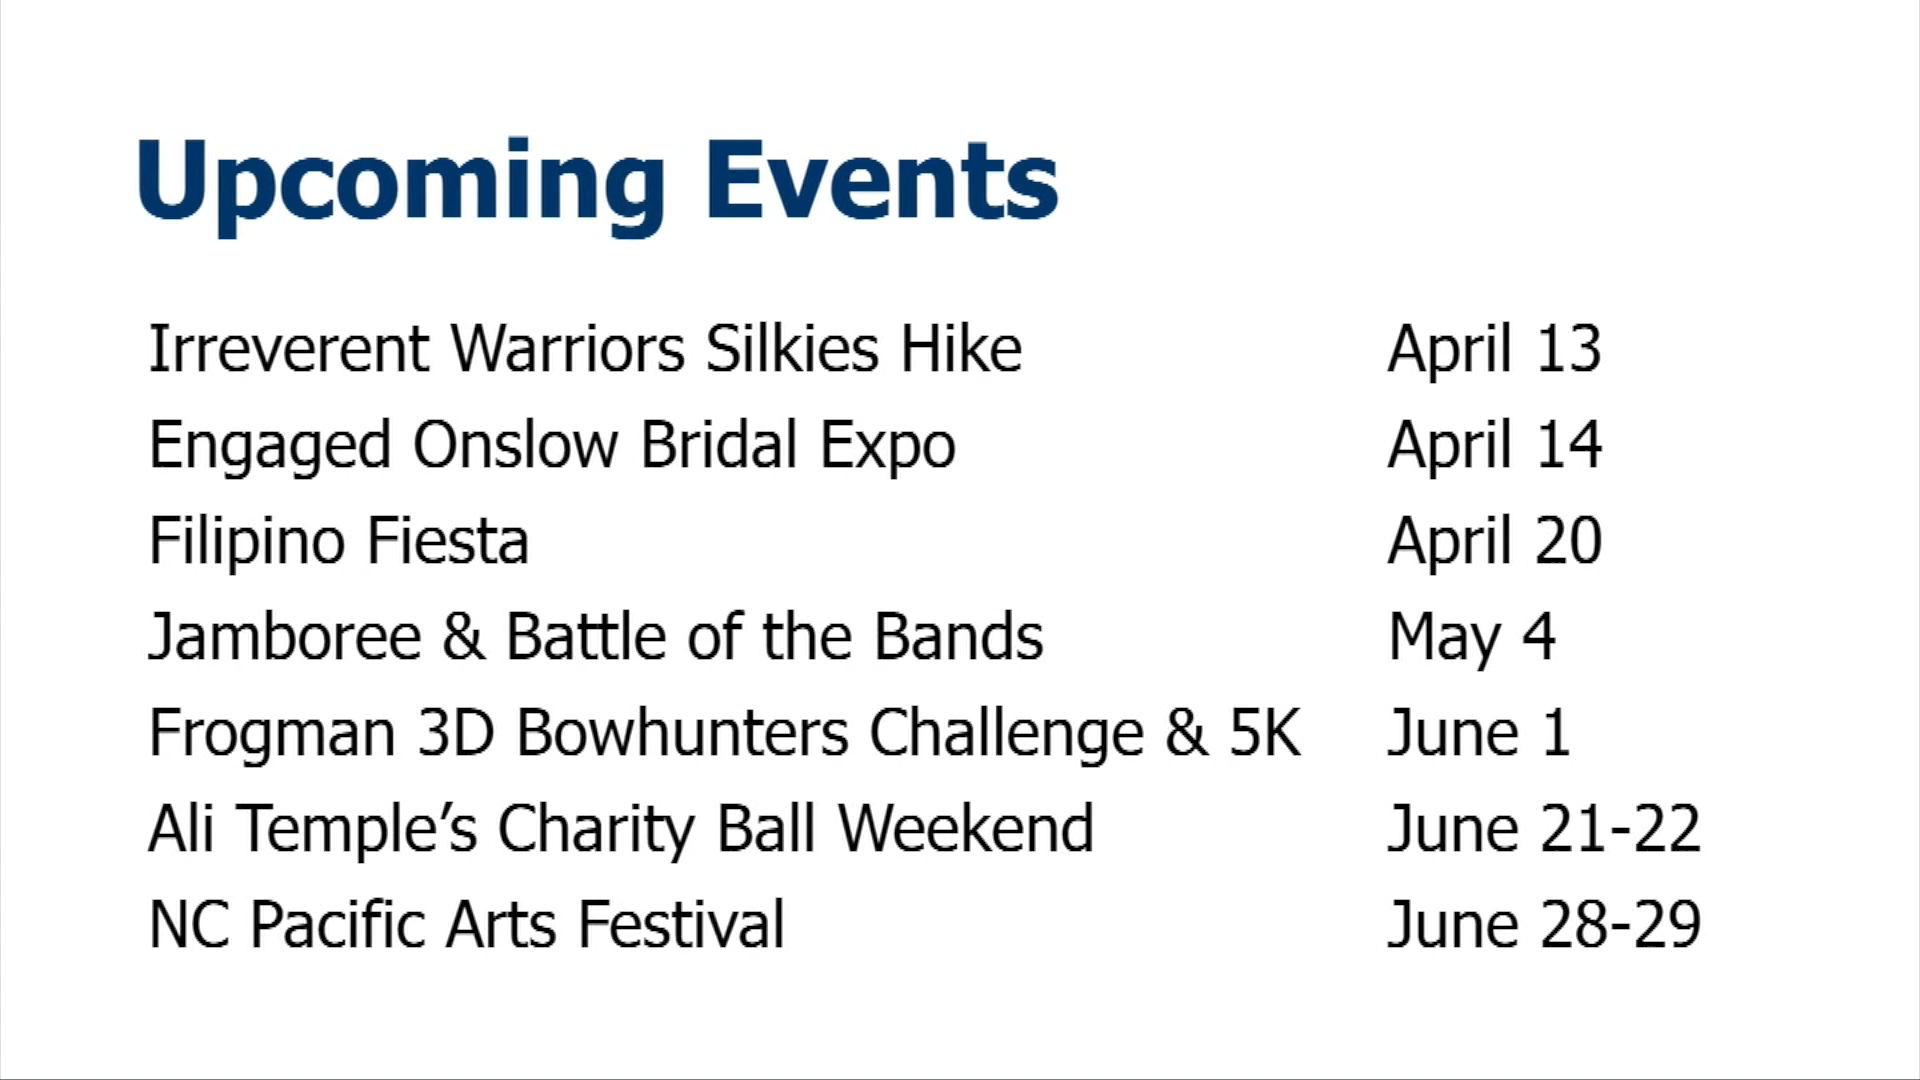 Upcoming Events
Irreverent Warriors Silkies Hike April 13
Engaged Onslow Bridal Expo April 14
Filipino Fiesta April 20
Jamboree & Battle of the Bands May 4
Frogman 3D Bowhunters Challenge & 5K June 1
Ali Temple’s Charity Ball Weekend June 21-22
NC Pacific Arts Festival June 28-29